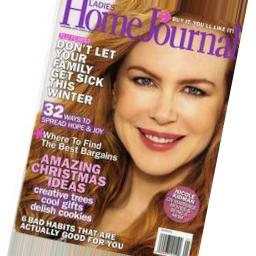 LADIES'
Home Journal
BUY IT, YOU'LL LIKE IT!
DON'T LET
YOUR
FAMILY
GET SICK
THIS
WINTER
32 WAYS TO
SPREAD HOPE & JOY
Where To Find
The Best Bargains
AMAZING
CHRISTMAS
IDEAS
creative trees
cool gifts
delish cookies
6 BAD HABITS THAT ARE
ACTUALLY GOOD FOR YOU
NICOLE
KIDMAN